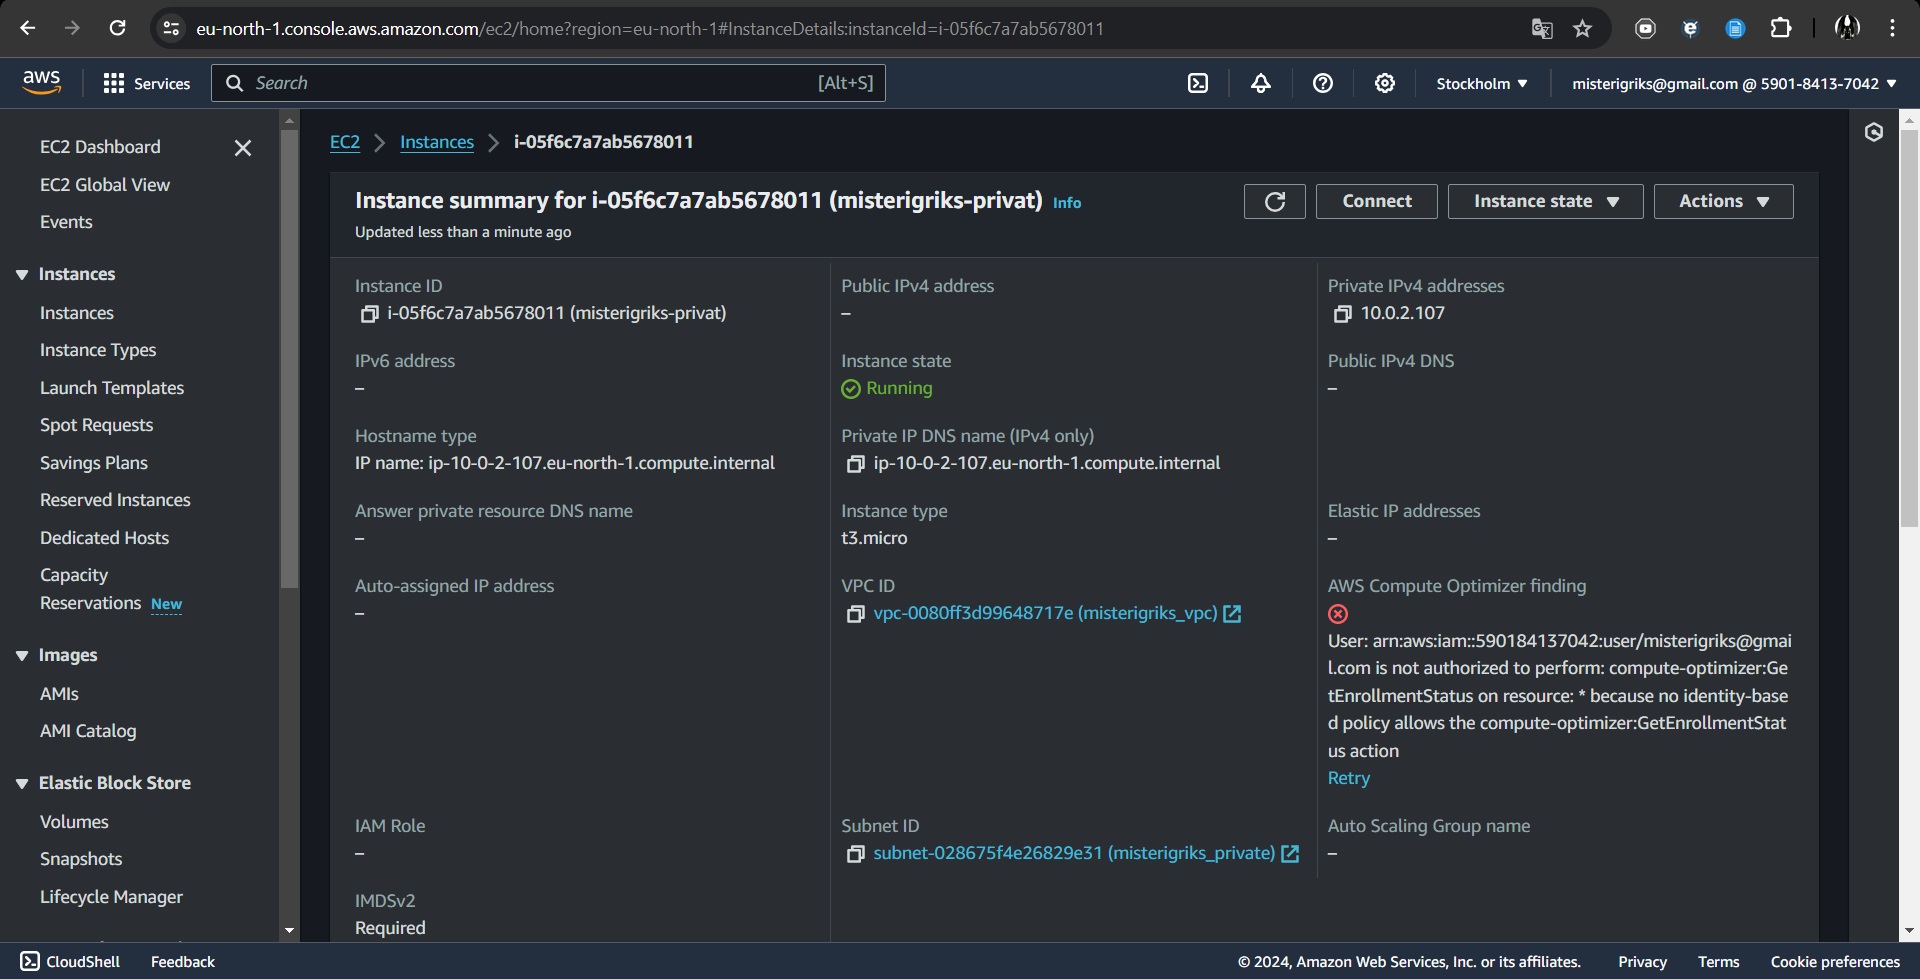 eu-north-1.console.aws.amazon.com/ec2/home?region=eu-north-1#InstanceDetails:instanceId=i-05f6c7a7ab5678011
aws
Services
Search
[Alt+S]
Stockholm
misterigriks@gmail.com @ 5901-8413-7042
EC2 Dashboard
EC2 Global View
Events
Instances
Instances
Instance Types
Launch Templates
Spot Requests
Savings Plans
Reserved Instances
Dedicated Hosts
Capacity
Reservations New
Images
AMIs
AMI Catalog
Elastic Block Store
Volumes
Snapshots
Lifecycle Manager
EC2
Instances
i-05f6c7a7ab5678011
Instance summary for i-05f6c7a7ab5678011 (misterigriks-privat) Info
Updated less than a minute ago
Connect
Instance state
Actions
Instance ID
i-05f6c7a7ab5678011 (misterigriks-privat)
Public IPv4 address
–
Private IPv4 addresses
10.0.2.107
IPv6 address
–
Instance state
Running
Public IPv4 DNS
–
Hostname type
IP name: ip-10-0-2-107.eu-north-1.compute.internal
Private IP DNS name (IPv4 only)
ip-10-0-2-107.eu-north-1.compute.internal
Answer private resource DNS name
–
Instance type
t3.micro
Elastic IP addresses
–
Auto-assigned IP address
–
VPC ID
vpc-0080ff3d99648717e (misterigriks_vpc)
AWS Compute Optimizer finding
User: arn:aws:iam::590184137042:user/misterigriks@gmai
l.com is not authorized to perform: compute-optimizer:Ge
tEnrollmentStatus on resource: * because no identity-base
d policy allows the compute-optimizer:GetEnrollmentStat
us action
Retry
IAM Role
–
Subnet ID
subnet-028675f4e26829e31 (misterigriks_private)
Auto Scaling Group name
–
IMDSv2
Required
CloudShell
Feedback
© 2024, Amazon Web Services, Inc. or its affiliates.
Privacy
Terms
Cookie preferences